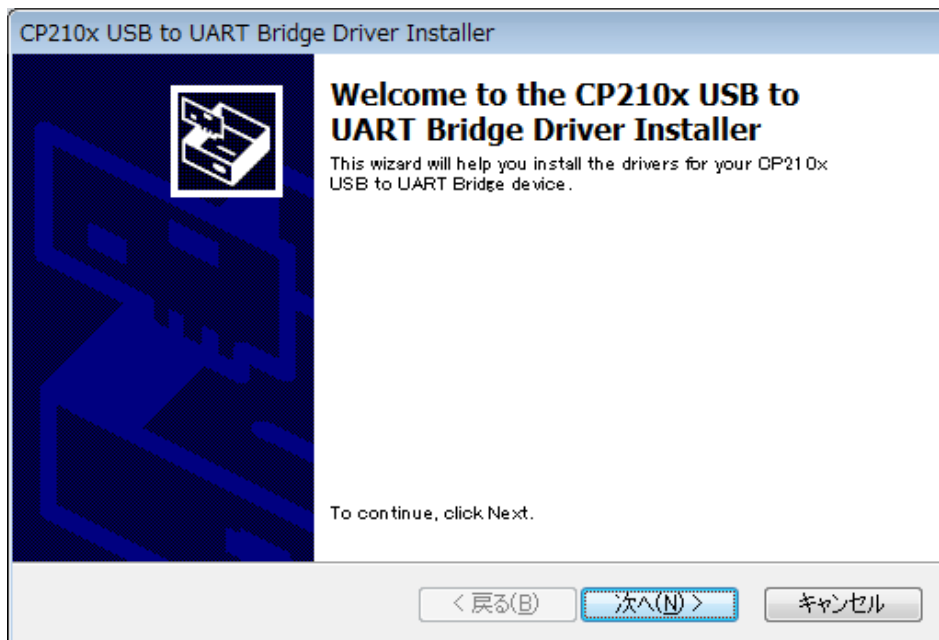 CP210x USB to UART Bridge Driver Installer
Welcome to the CP210x USB to
UART Bridge Driver Installer
This wizard will help you install the drivers for your CP210x
USB to UART Bridge device.
To continue, click Next.
< 戻る(B)
次へ(N) >
キャンセル